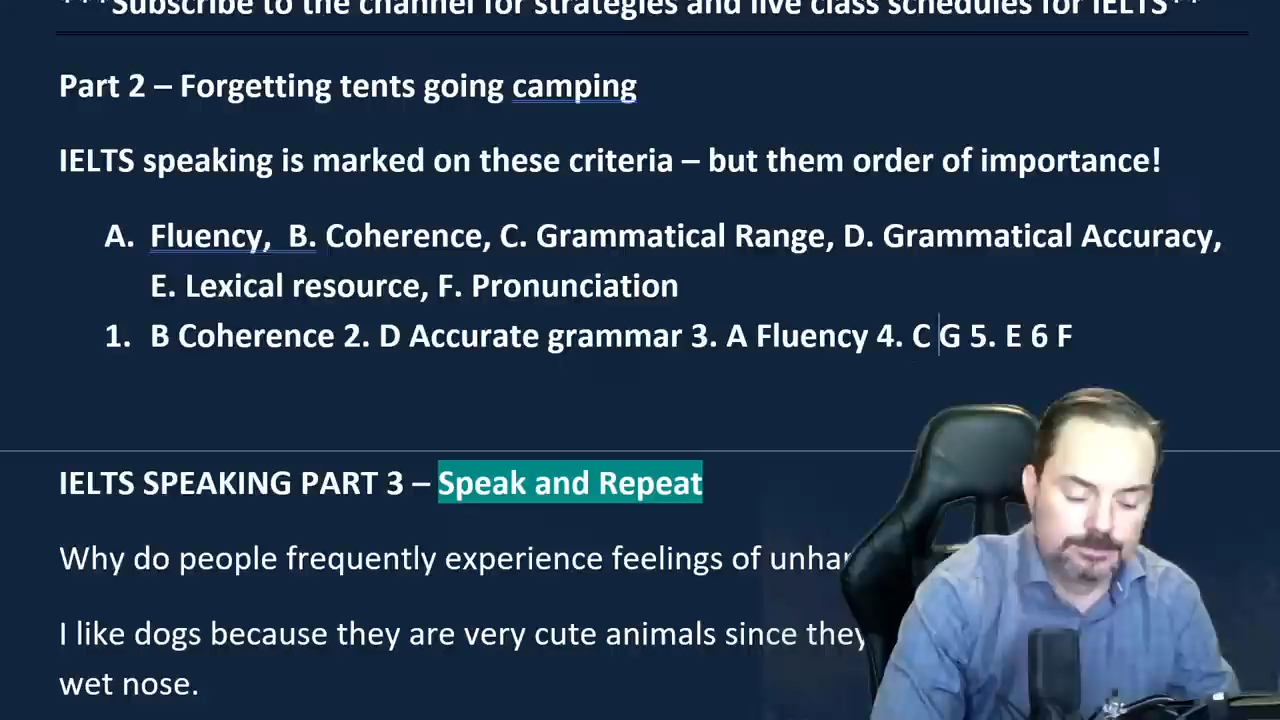 ***Subscribe to the channel for strategies and live class schedules for IELTS**
Part 2 – Forgetting tents going camping
IELTS speaking is marked on these criteria – but them order of importance!
A. Fluency, B. Coherence, C. Grammatical Range, D. Grammatical Accuracy,
E. Lexical resource, F. Pronunciation
1. B Coherence 2. D Accurate grammar 3. A Fluency 4. C G 5. E 6 F
IELTS SPEAKING PART 3 – Speak and Repeat
Why do people frequently experience feelings of
I like dogs because they are very cute animals since they
wet nose.